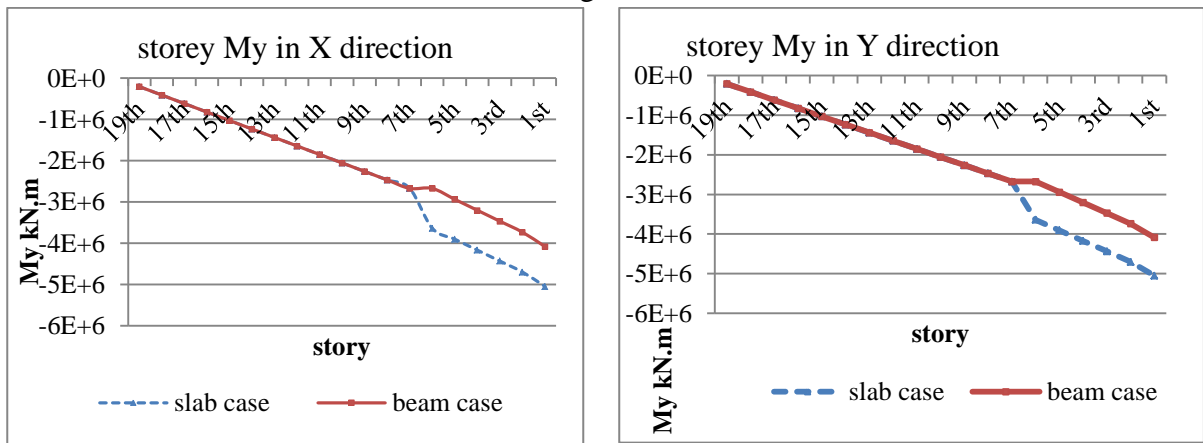 storey My in X direction
0E+0
-1E+6
-2E+6
-3E+6
-4E+6
-5E+6
-6E+6
My kN.m
19th 17th 15th 13th 11th 9th 7th 5th 3rd 1st
story
slab case beam case
storey My in Y direction
0E+0
-1E+6
-2E+6
-3E+6
-4E+6
-5E+6
-6E+6
My kN.m
19th 17th 15th 13th 11th 9th 7th 5th 3rd 1st
story
slab case beam case